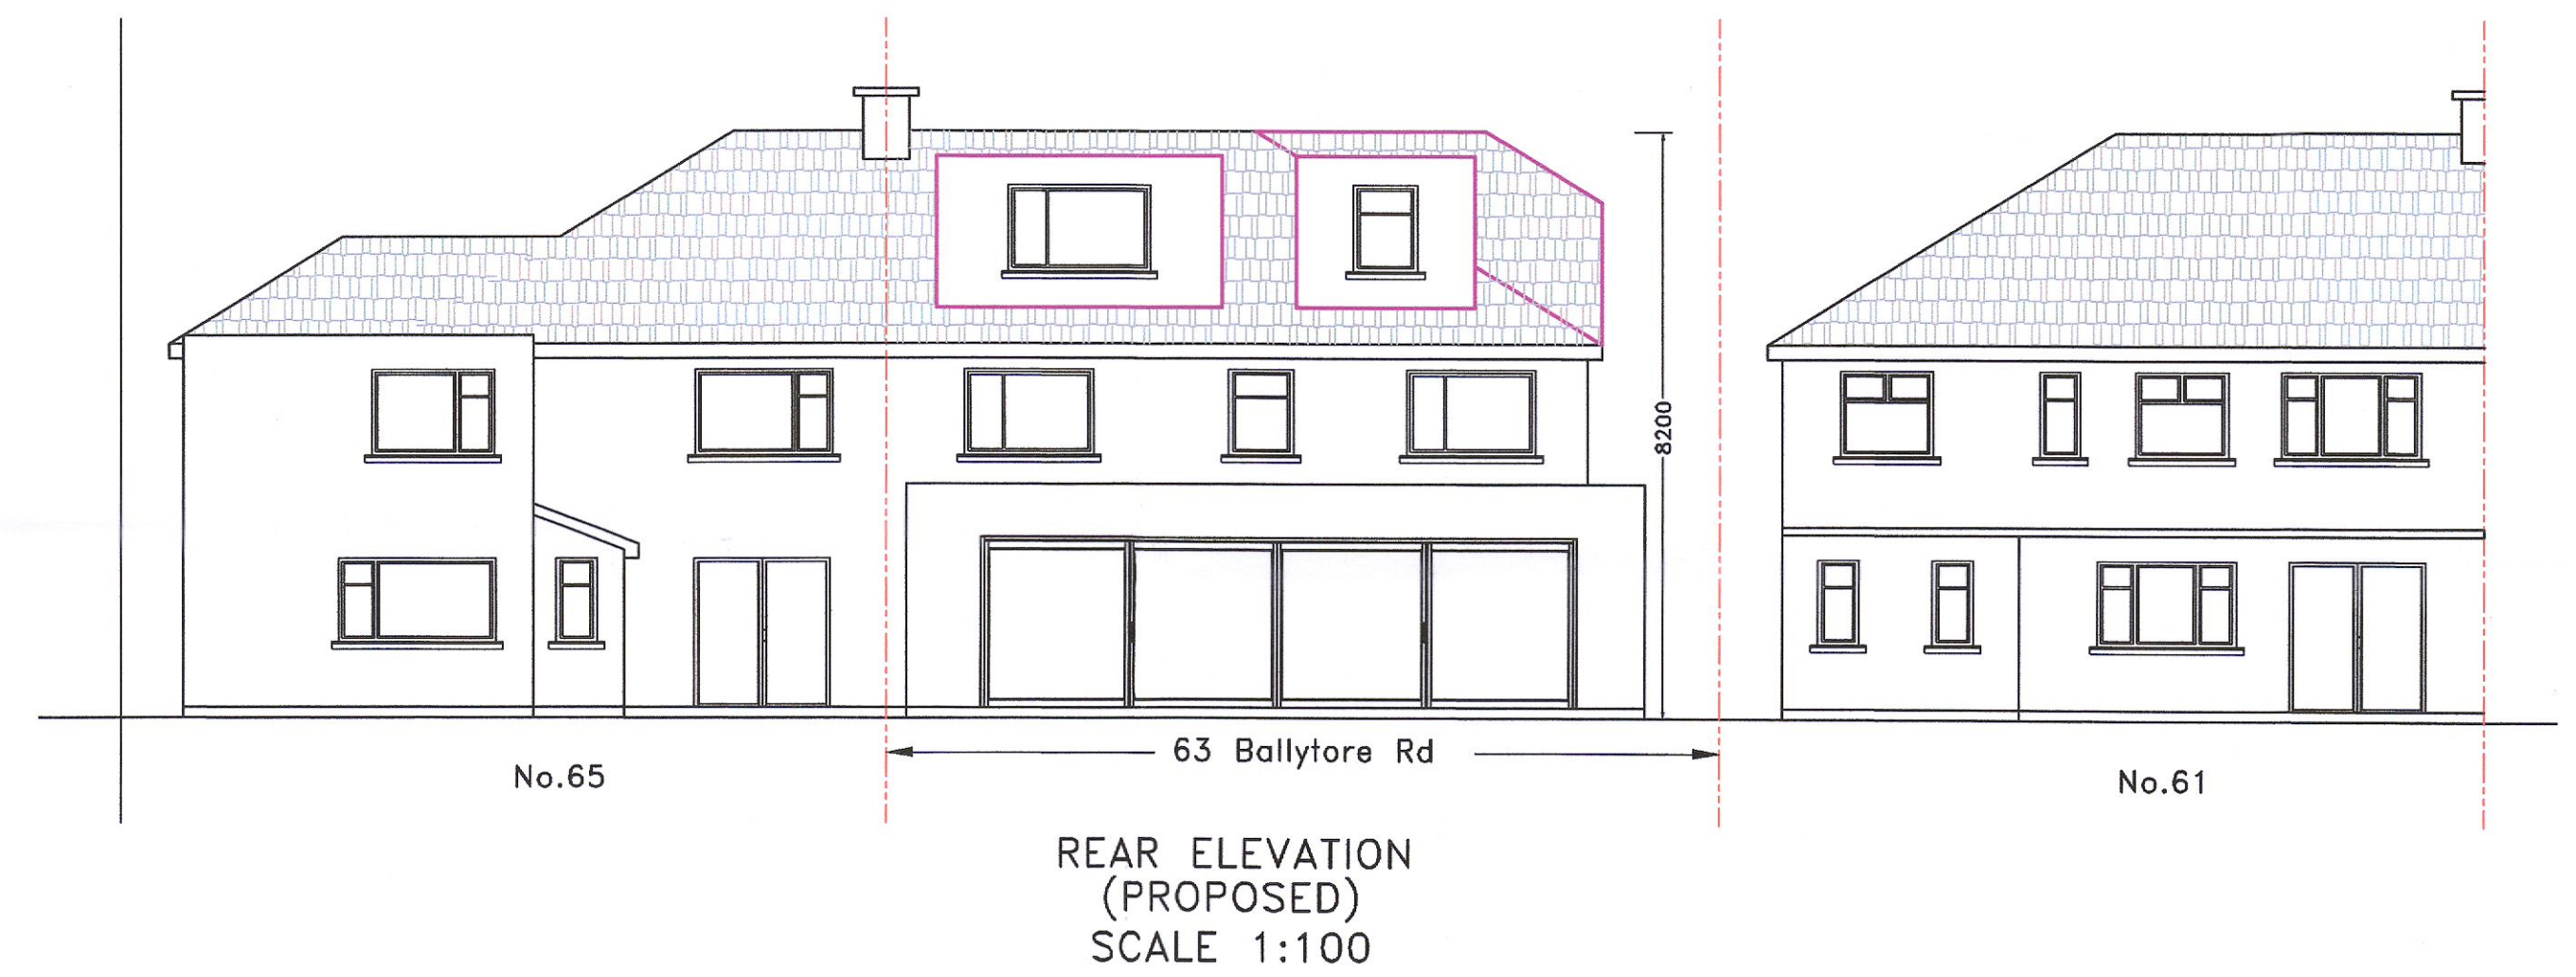 8200
63 Ballytore Rd
No.65
No.61
REAR ELEVATION
(PROPOSED)
SCALE 1:100